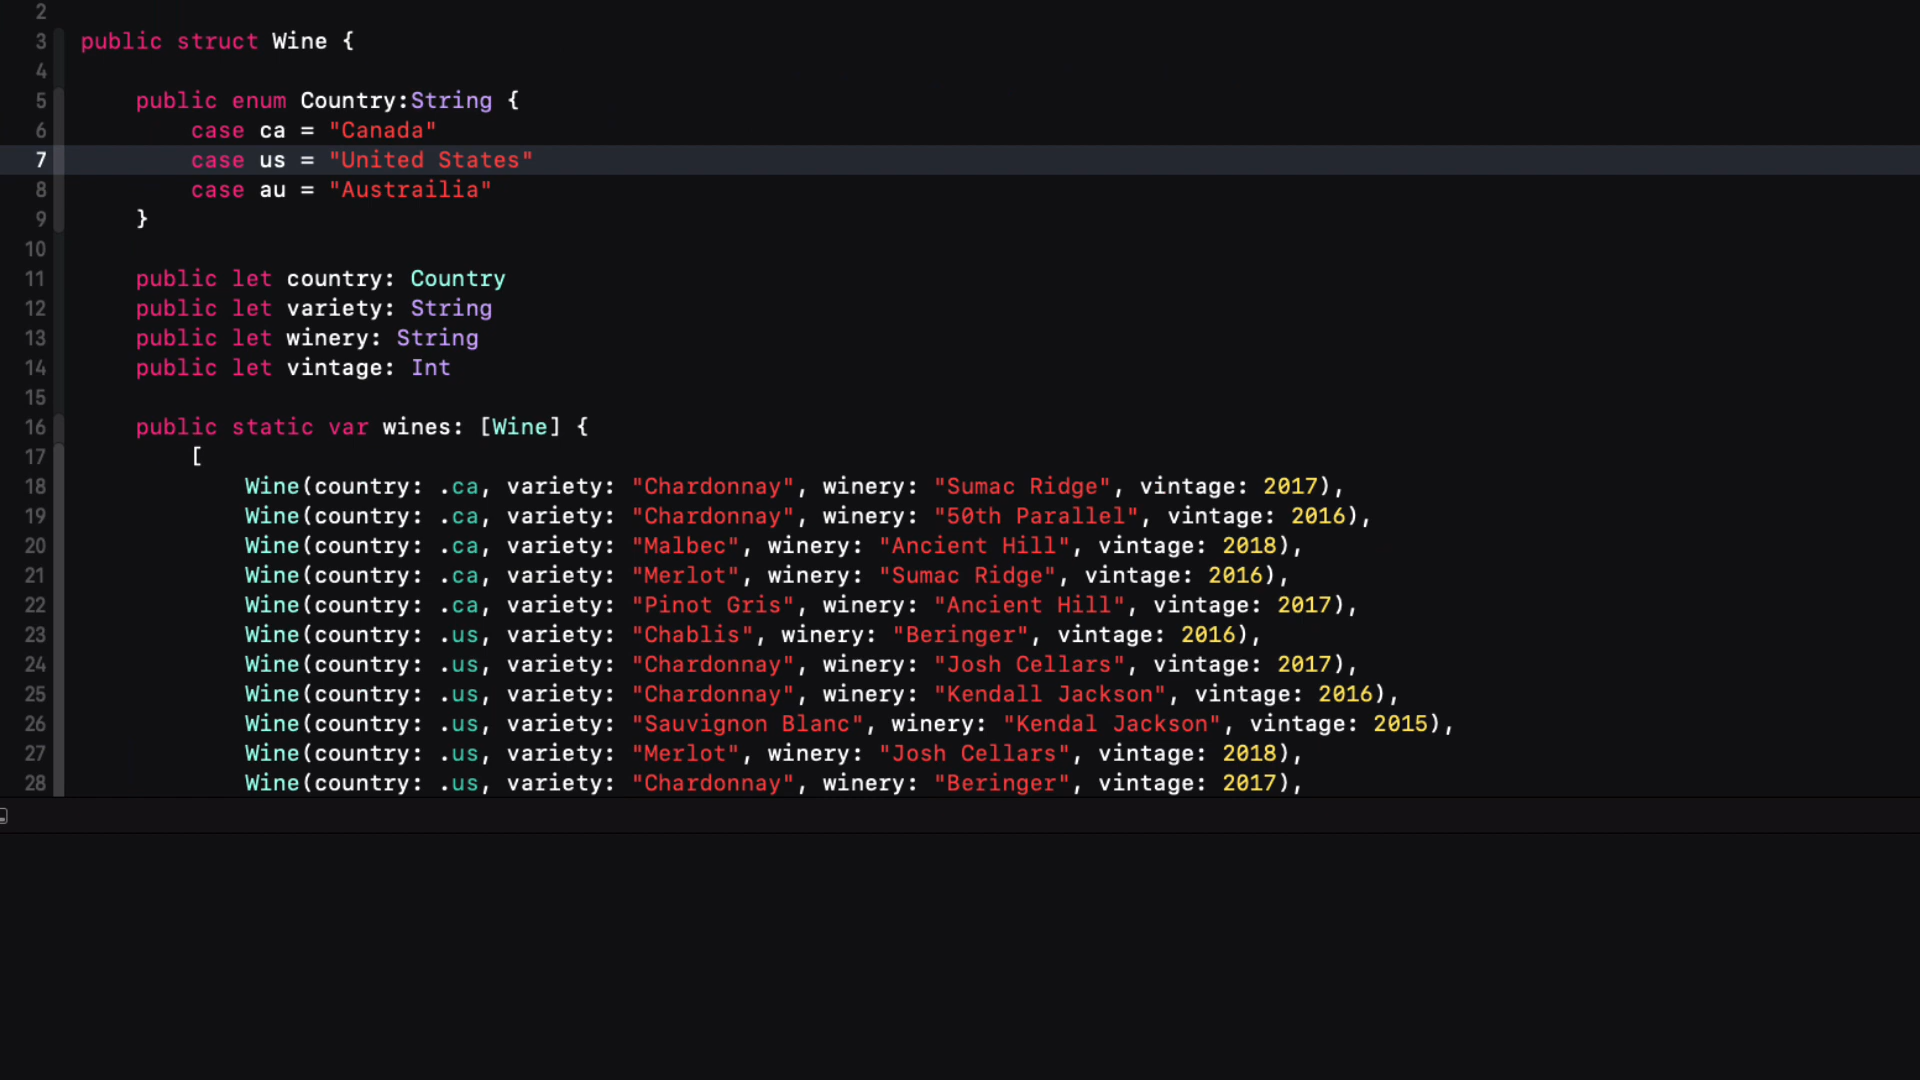 2
3 public struct Wine {
4
5 public enum Country:String {
6 case ca = "Canada"
7 case us = "United States"
8 case au = "Austrailia"
9 }
10
11 public let country: Country
12 public let variety: String
13 public let winery: String
14 public let vintage: Int
15
16 public static var wines: [Wine] {
17 [
18 Wine(country: .ca, variety: "Chardonnay", winery: "Sumac Ridge", vintage: 2017),
19 Wine(country: .ca, variety: "Chardonnay", winery: "50th Parallel", vintage: 2016),
20 Wine(country: .ca, variety: "Malbec", winery: "Ancient Hill", vintage: 2018),
21 Wine(country: .ca, variety: "Merlot", winery: "Sumac Ridge", vintage: 2016),
22 Wine(country: .ca, variety: "Pinot Gris", winery: "Ancient Hill", vintage: 2017),
23 Wine(country: .us, variety: "Chablis", winery: "Beringer", vintage: 2016),
24 Wine(country: .us, variety: "Chardonnay", winery: "Josh Cellars", vintage: 2017),
25 Wine(country: .us, variety: "Chardonnay", winery: "Kendall Jackson", vintage: 2016),
26 Wine(country: .us, variety: "Sauvignon Blanc", winery: "Kendal Jackson", vintage: 2015),
27 Wine(country: .us, variety: "Merlot", winery: "Josh Cellars", vintage: 2018),
28 Wine(country: .us, variety: "Chardonnay", winery: "Beringer", vintage: 2017),